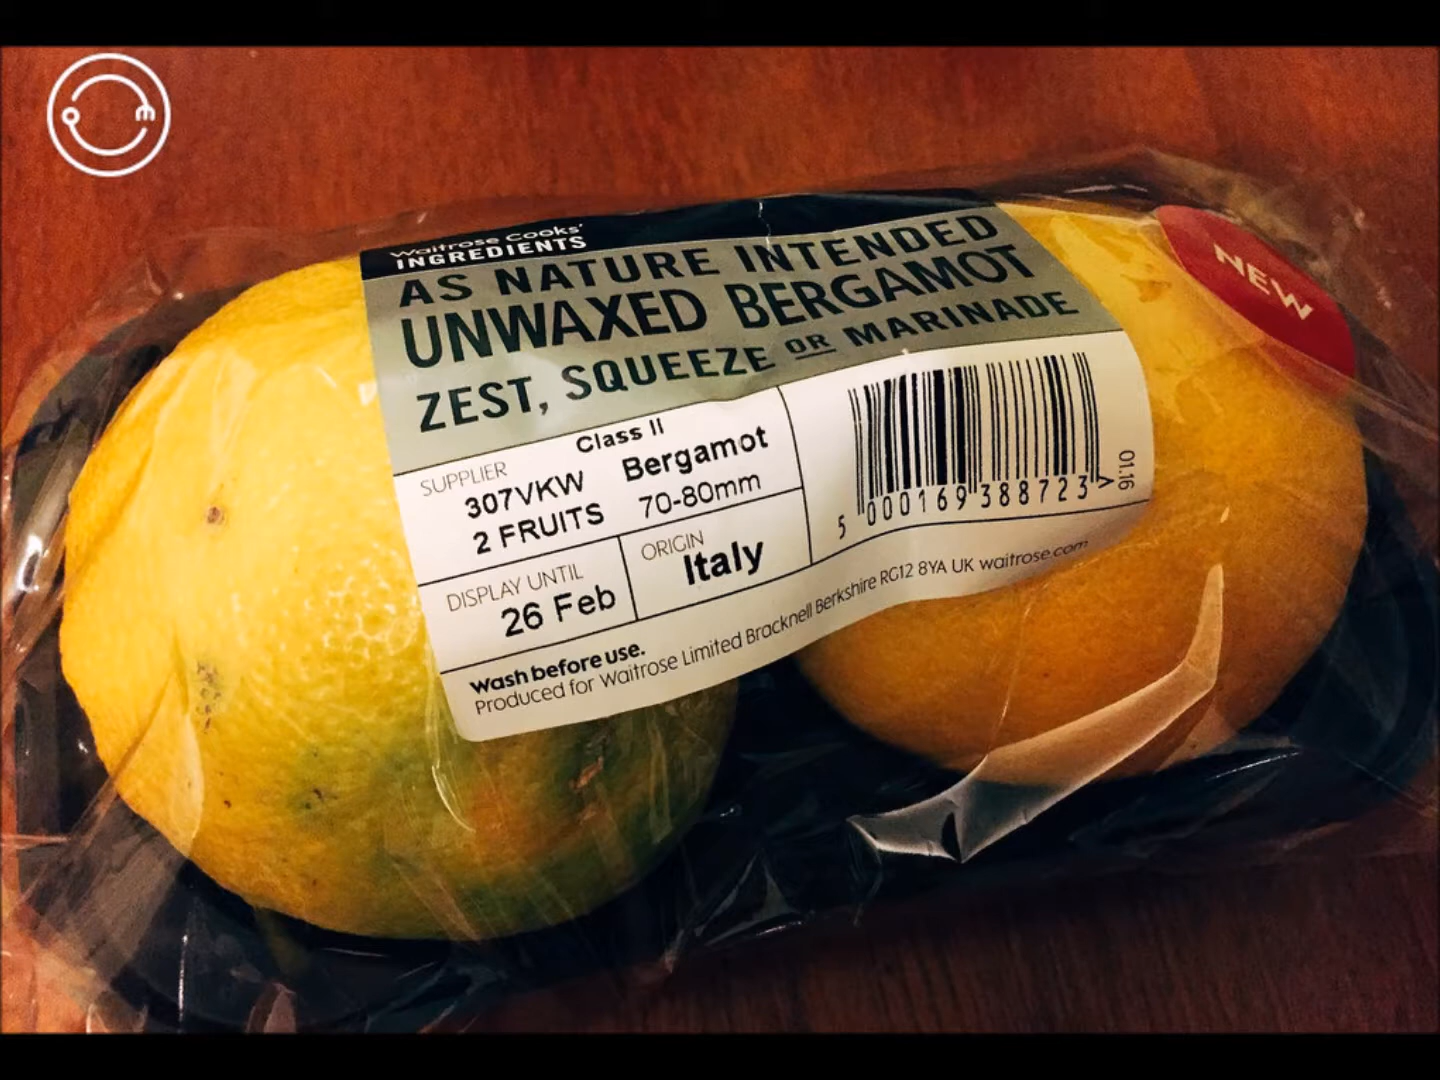 Waitrose Cooks'
INGREDIENTS
AS NATURE INTENDED
UNWAXED BERGAMOT
ZEST, SQUEEZE OR MARINADE
NEW
Class II
SUPPLIER
307VKW
2 FRUITS
Bergamot
70-80mm
DISPLAY UNTIL
26 Feb
ORIGIN
Italy
5 000169 388723 >
01.16
Wash before use.
Produced for Waitrose Limited Bracknell Berkshire RG12 8YA UK waitrose.com